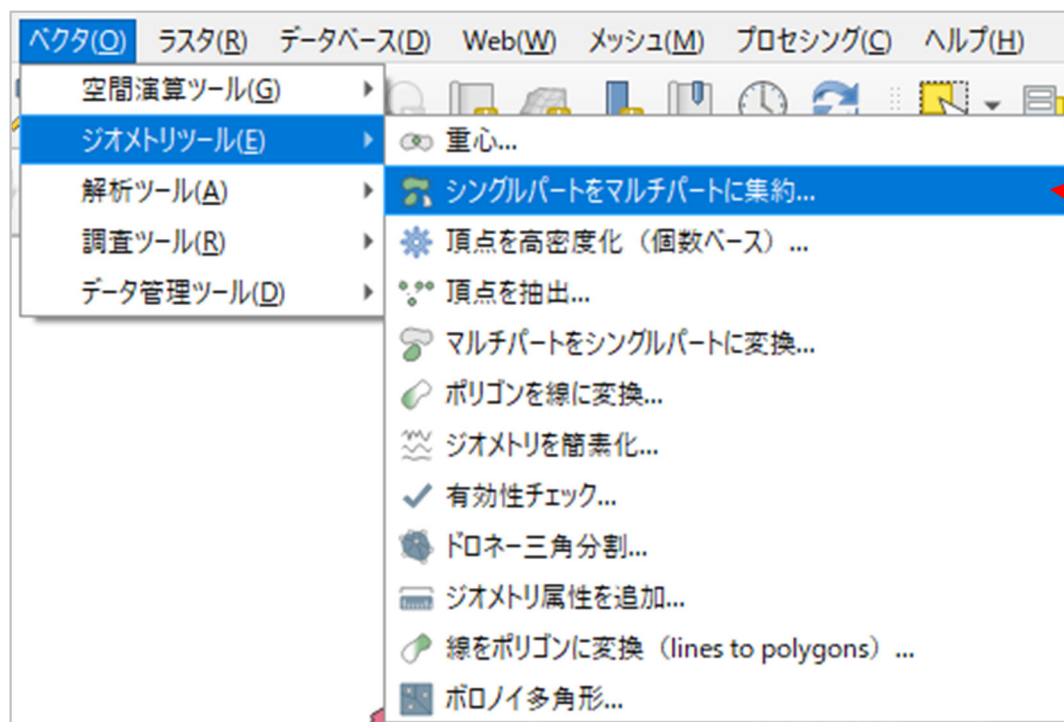 ベクタ(O) ラスタ(R) データベース(D) Web(W) メッシュ(M) プロセシング(C) ヘルプ(H)
空間演算ツール(G)
ジオメトリツール(E)
解析ツール(A)
調査ツール(R)
データ管理ツール(D)
重心...
シングルパートをマルチパートに集約...
頂点を高密度化（個数ベース）...
頂点を抽出...
マルチパートをシングルパートに変換...
ポリゴンを線に変換...
ジオメトリを簡素化...
有効性チェック...
ドロネー三角分割...
ジオメトリ属性を追加...
線をポリゴンに変換（lines to polygons）...
ボロノイ多角形...